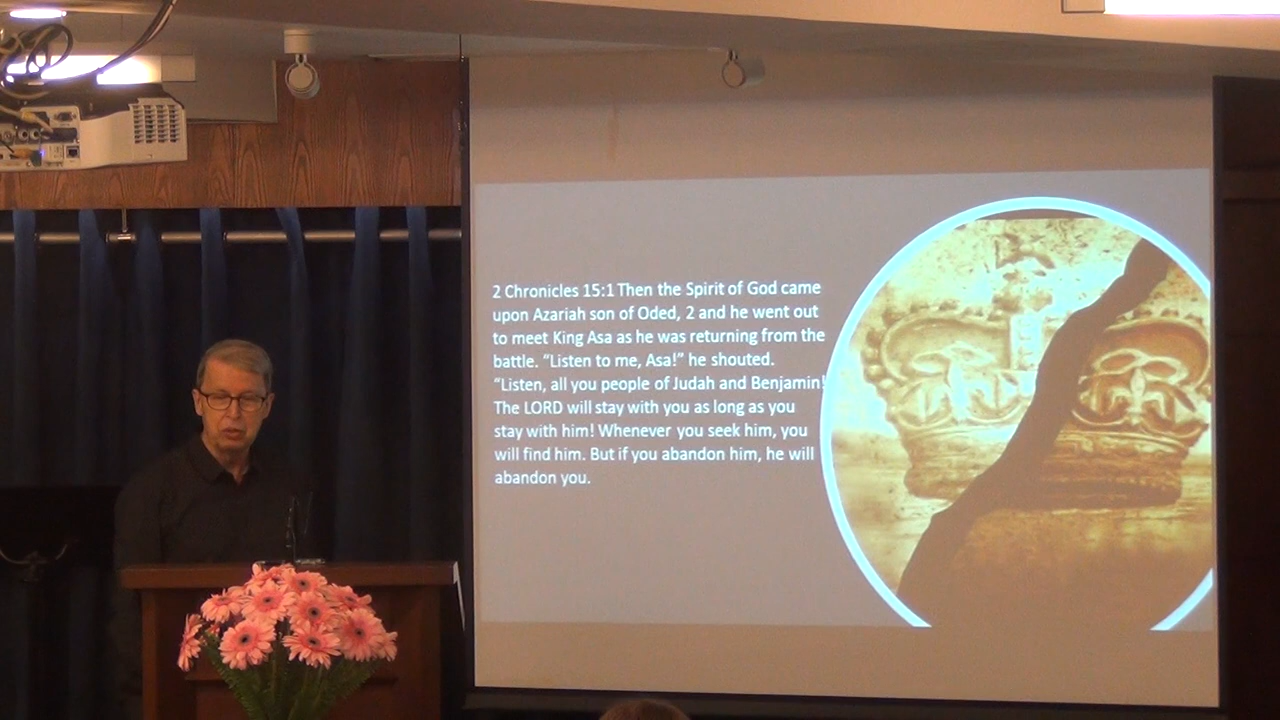 2 Chronicles 15:1 Then the Spirit of God came
upon Azariah son of Oded, 2 and he went out
to meet King Asa as he was returning from the
battle. “Listen to me, Asa!” he shouted.
“Listen, all you people of Judah and Benjamin!
The LORD will stay with you as long as you
stay with him! Whenever you seek him, you
will find him. But if you abandon him, he will
abandon you.